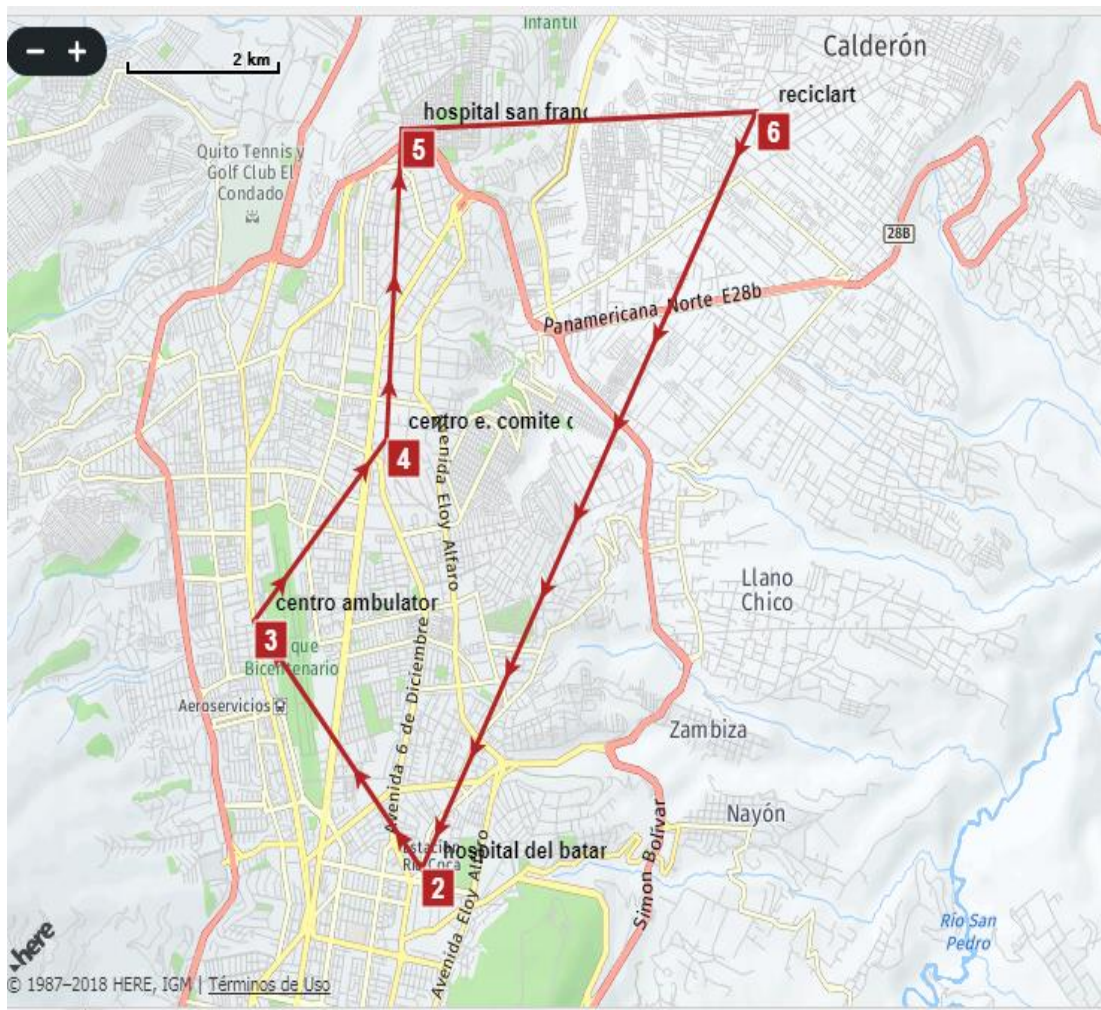 Infantil
Calderón
− +
2 km
reciclart
hospital san franc
6
5
Quito Tennis y
Golf Club El
Condado
28B
Panamericana Norte E28b
centro e. comite c
4
Avenida Eloy Alfaro
Llano
Chico
centro ambulator
3
que
Bicentenario
Aeroservicios
Avenida 6 de Diciembre
Zambiza
Nayón
hospital del batar
Estación
Río Coca
2
Avenida Eloy Alfaro
Simon Bolívar
Río San
Pedro
here
© 1987–2018 HERE, IGM | Términos de Uso